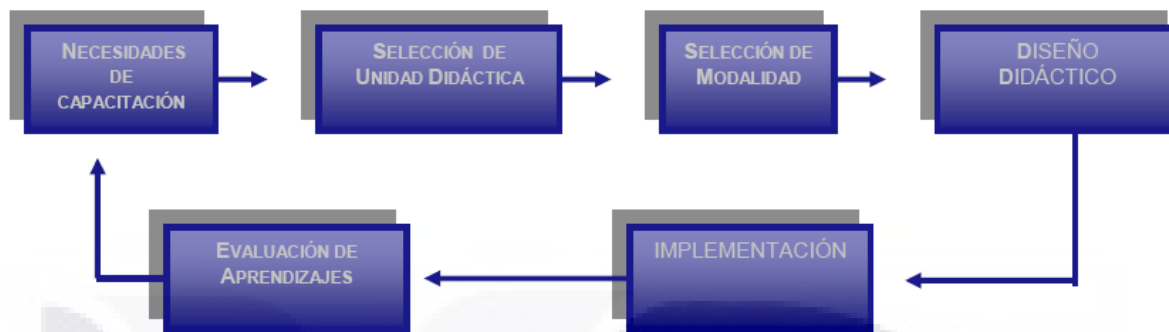 NECESIDADES
DE
CAPACITACIÓN
SELECCIÓN DE
UNIDAD DIDÁCTICA
SELECCIÓN DE
MODALIDAD
DISEÑO
DIDÁCTICO
EVALUACIÓN DE
APRENDIZAJES
IMPLEMENTACIÓN